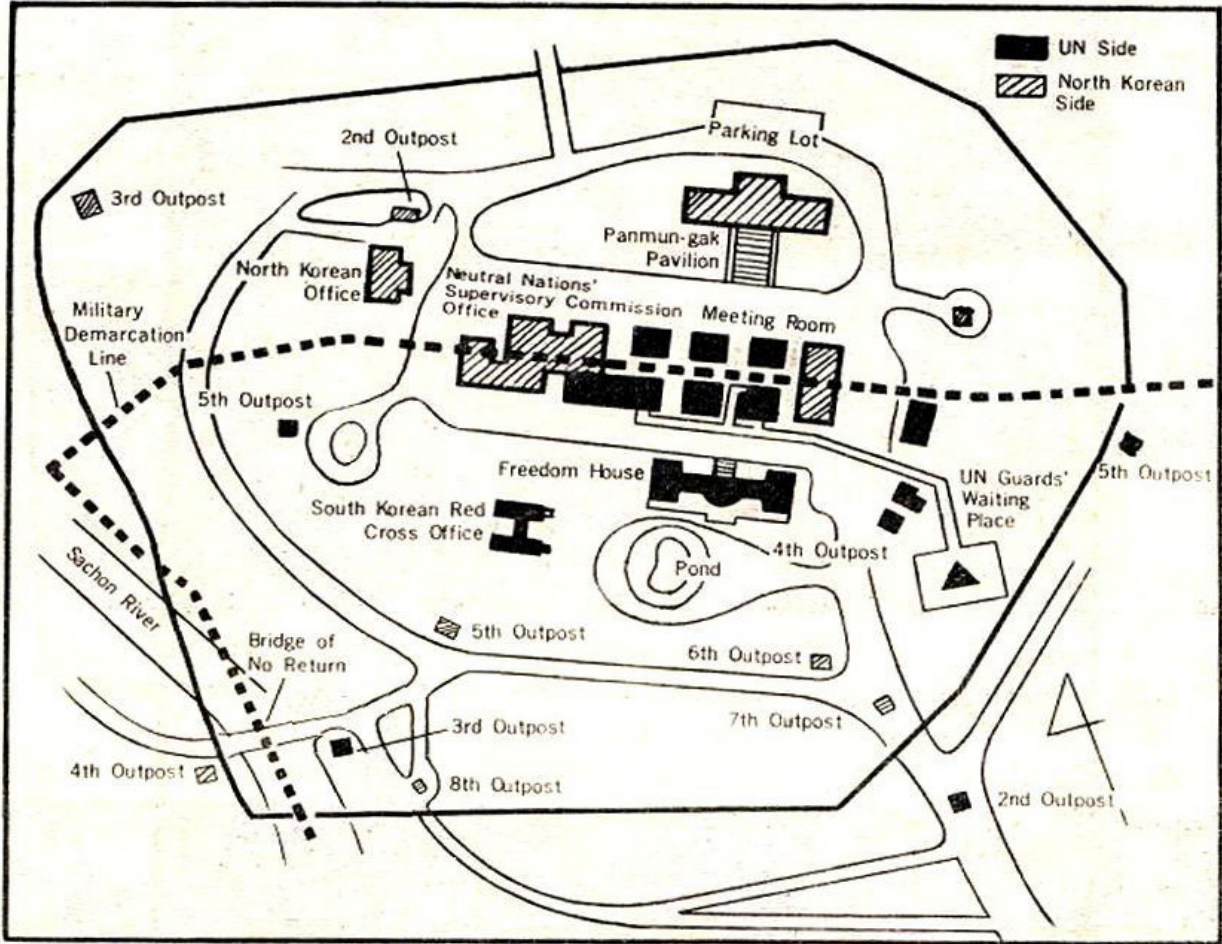 UN Side
North Korean
Side
Parking Lot
2nd Outpost
3rd Outpost
Panmun-gak
Pavilion
North Korean
Office
Neutral Nations'
Supervisory Commission
Office
Meeting Room
Military
Demarcation
Line
5th Outpost
Freedom House
UN Guards'
Waiting
Place
5th Outpost
South Korean Red
Cross Office
4th Outpost
Pond
Sachon River
5th Outpost
Bridge of
No Return
6th Outpost
7th Outpost
3rd Outpost
4th Outpost
8th Outpost
2nd Outpost